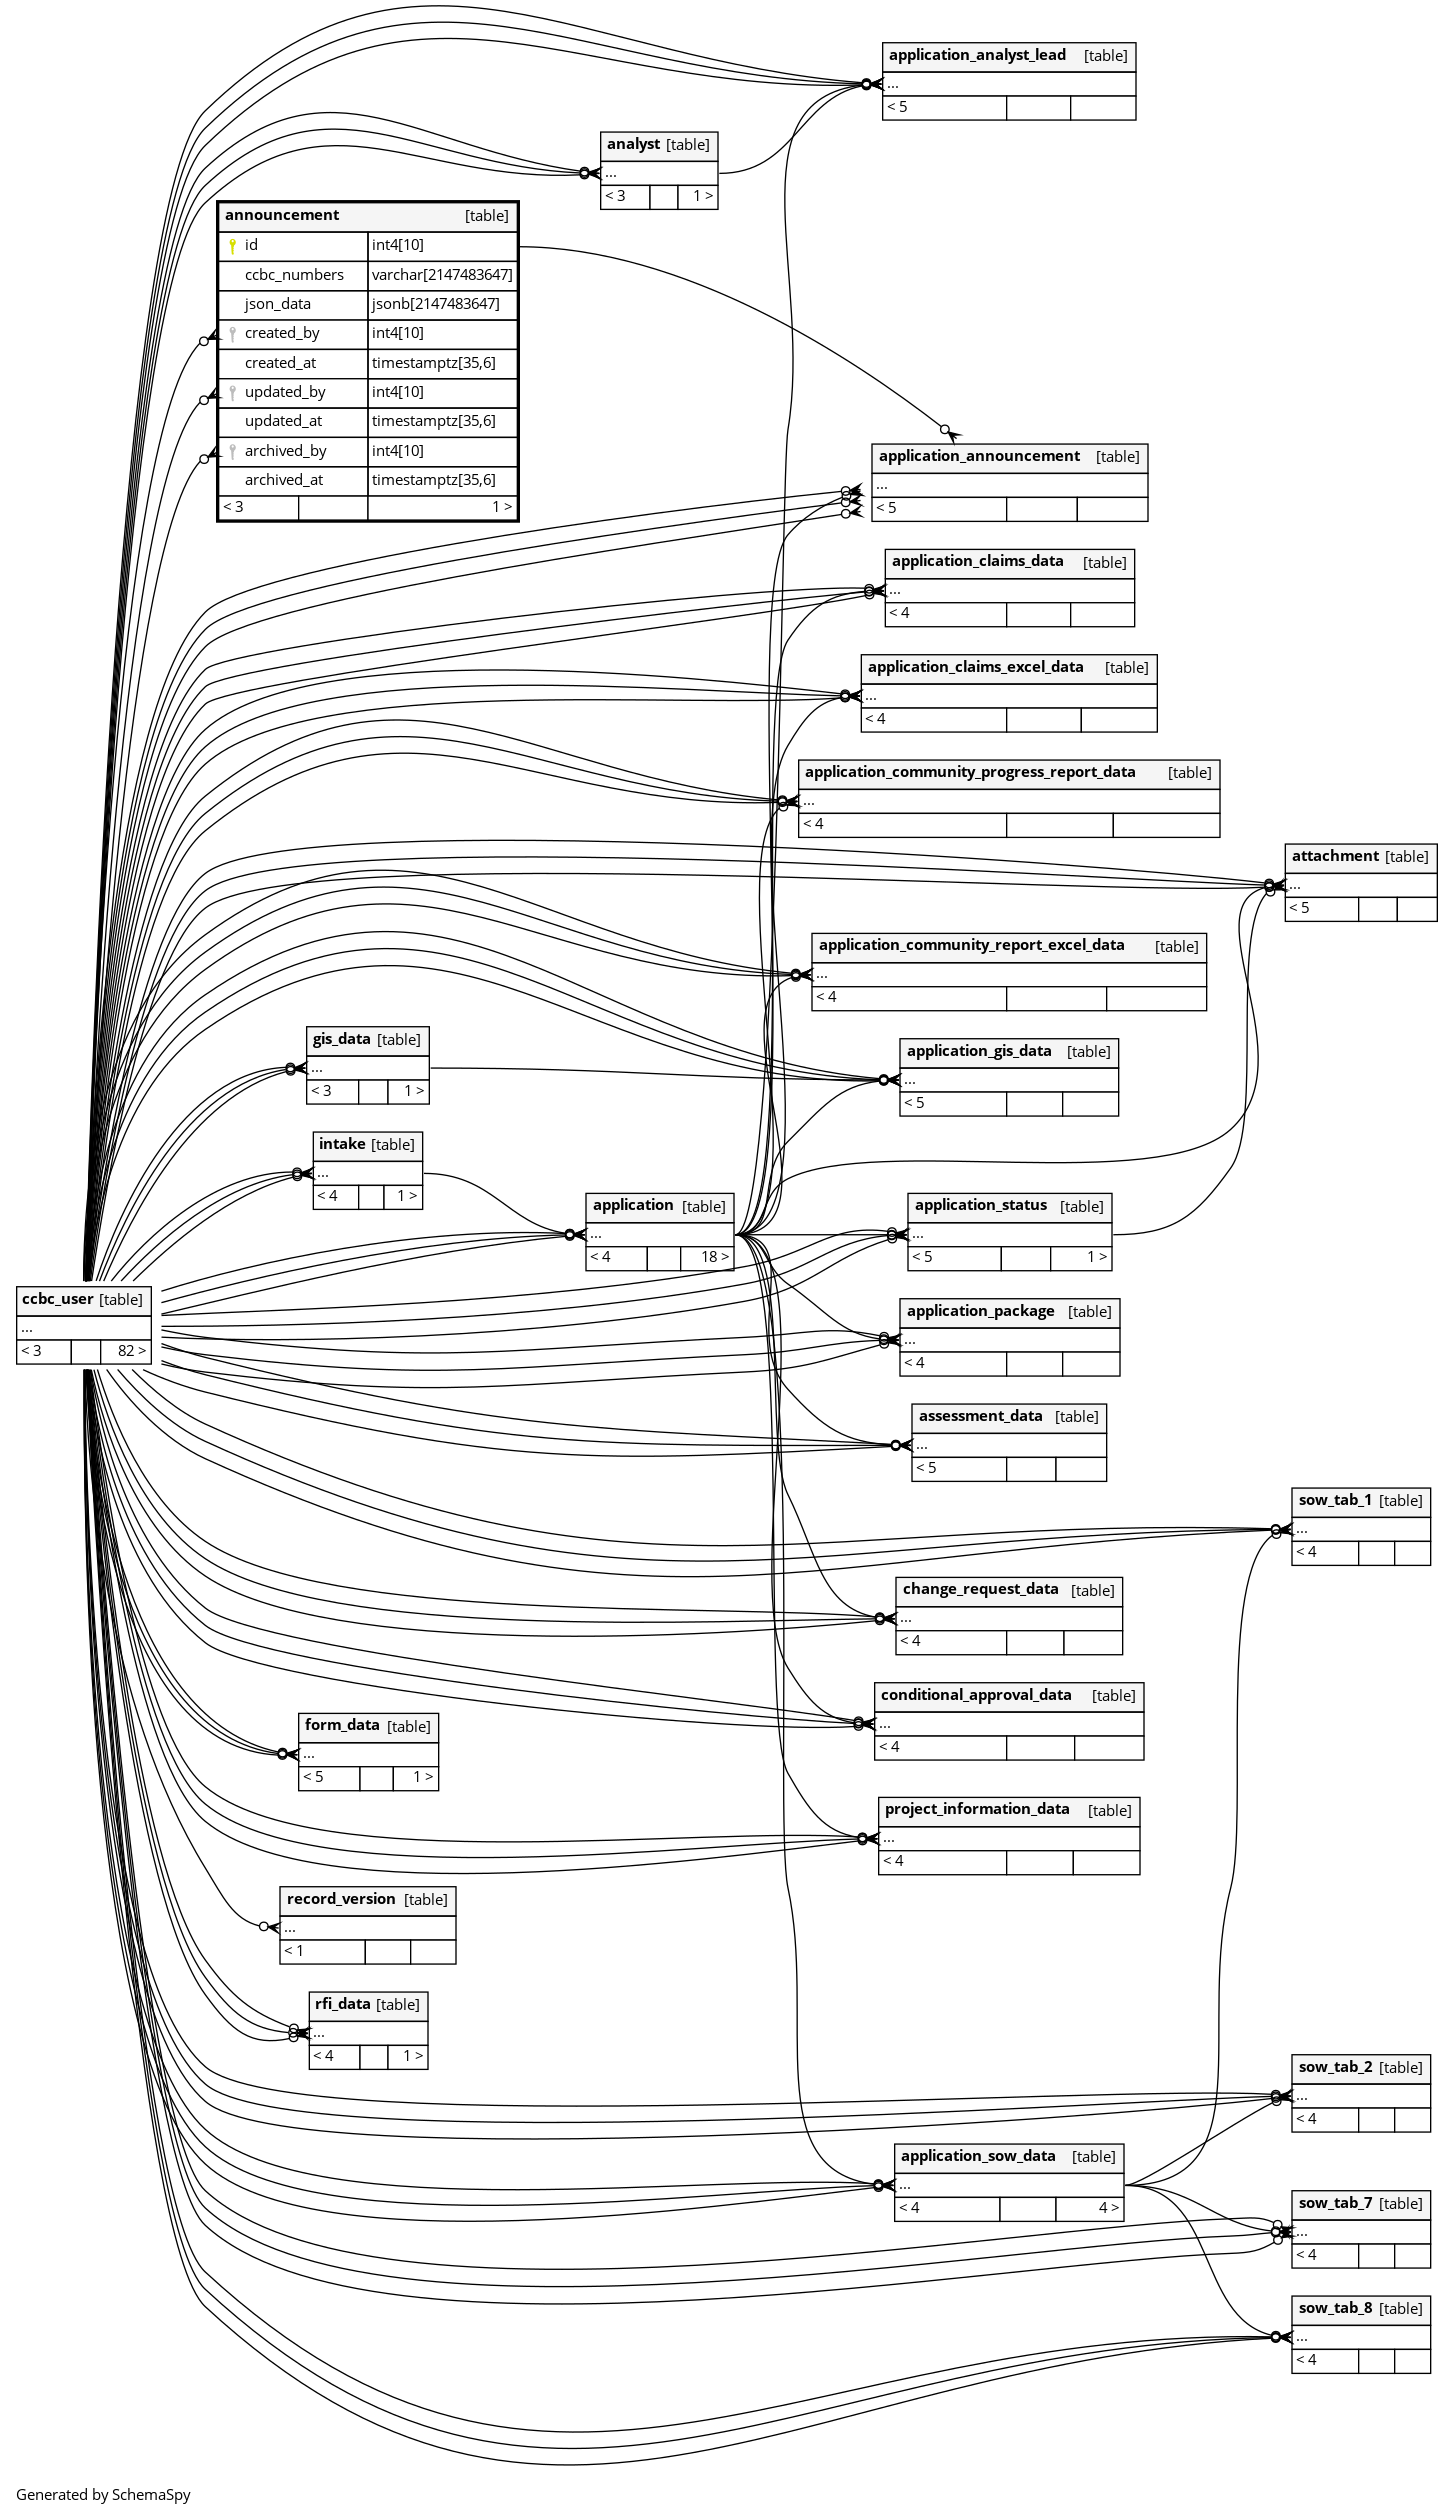 application_analyst_lead [table]
...
< 5
analyst [table]
...
< 3 1 >
announcement [table]
id int4[10]
ccbc_numbers varchar[2147483647]
json_data jsonb[2147483647]
created_by int4[10]
created_at timestamptz[35,6]
updated_by int4[10]
updated_at timestamptz[35,6]
archived_by int4[10]
archived_at timestamptz[35,6]
< 3 1 >
application_announcement [table]
...
< 5
application_claims_data [table]
...
< 4
application_claims_excel_data [table]
...
< 4
application_community_progress_report_data [table]
...
< 4
attachment [table]
...
< 5
application_community_report_excel_data [table]
...
< 4
gis_data [table]
...
< 3 1 >
application_gis_data [table]
...
< 5
intake [table]
...
< 4 1 >
application [table]
...
< 4 18 >
application_status [table]
...
< 5 1 >
ccbc_user [table]
...
< 3 82 >
application_package [table]
...
< 4
assessment_data [table]
...
< 5
sow_tab_1 [table]
...
< 4
change_request_data [table]
...
< 4
conditional_approval_data [table]
...
< 4
form_data [table]
...
< 5 1 >
project_information_data [table]
...
< 4
record_version [table]
...
< 1
rfi_data [table]
...
< 4 1 >
sow_tab_2 [table]
...
< 4
application_sow_data [table]
...
< 4 4 >
sow_tab_7 [table]
...
< 4
sow_tab_8 [table]
...
< 4
Generated by SchemaSpy